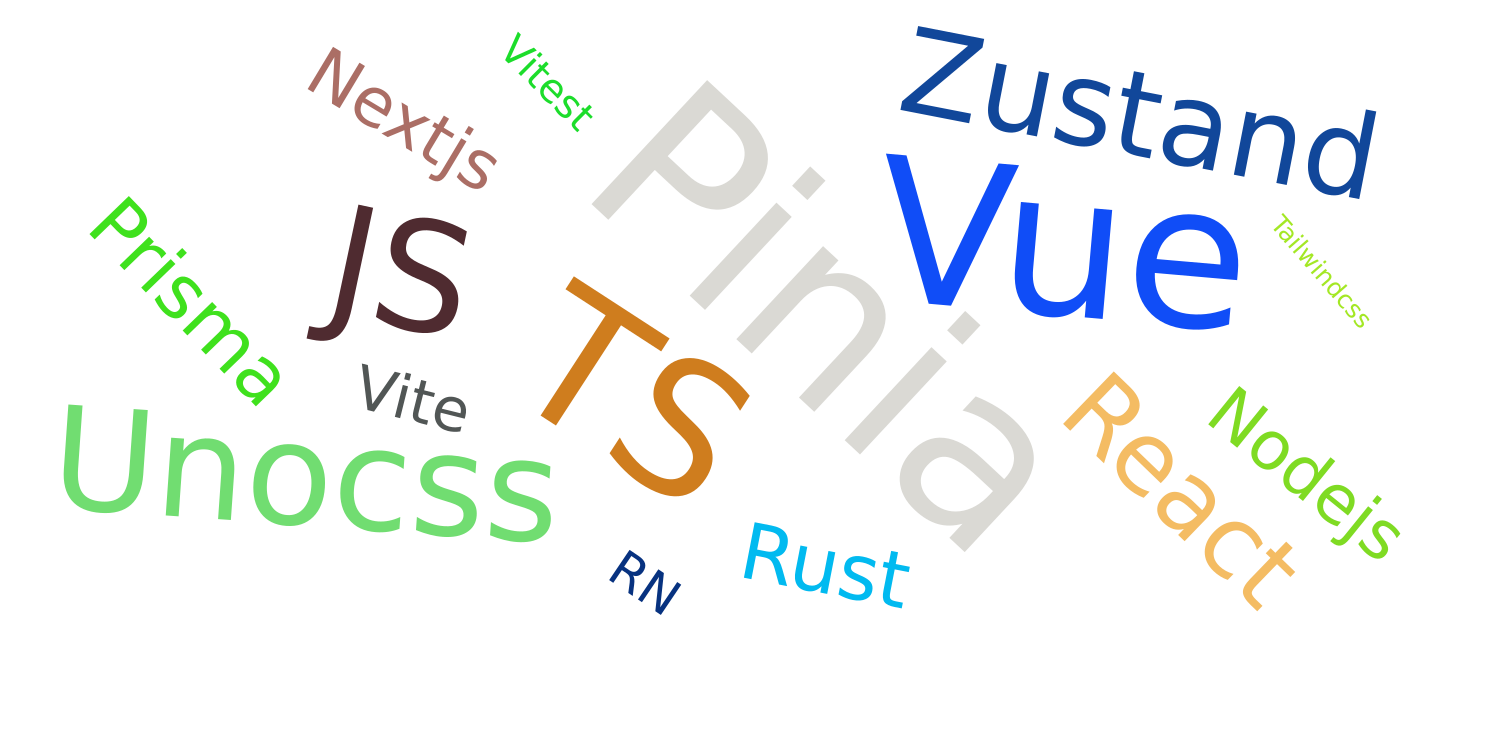 Nextjs
Vitest
Pinia
Zustand
Vue
Tailwindcss
Prisma
JS
TS
Vite
Unocss
React
Nodejs
Rust
RN